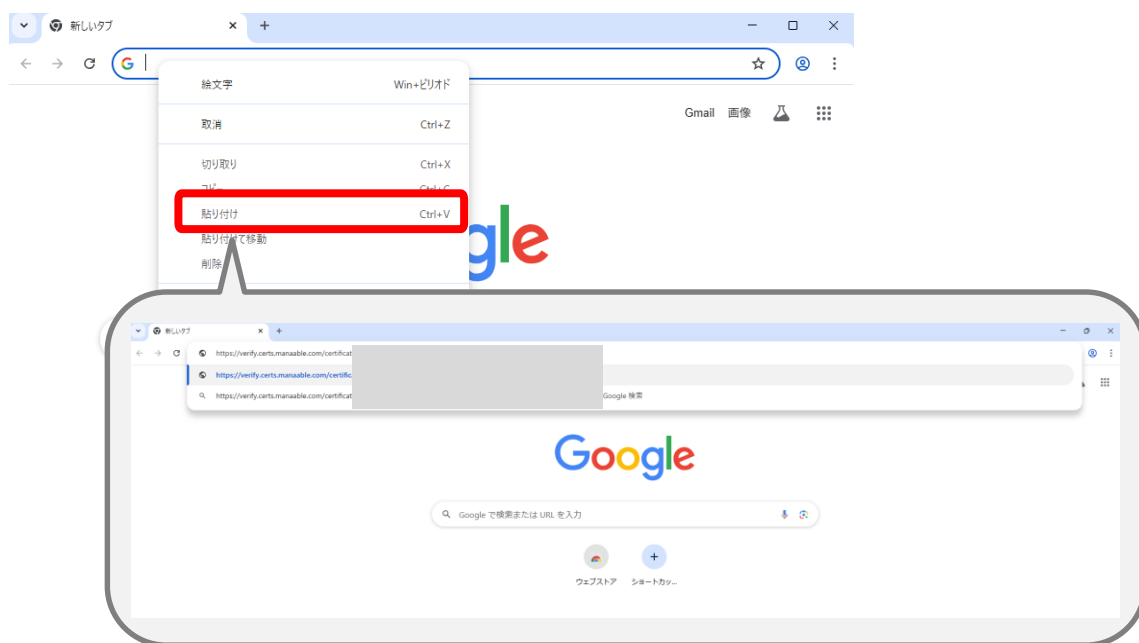 新しいタブ
絵文字 Win+ピリオド
取消 Ctrl+Z
Gmail 画像
切り取り Ctrl+X
コピー Ctrl+C
貼り付け Ctrl+V
貼り付けて移動
削除
gle
新しいタブ
https://verify.certs.manaable.com/certificat
https://verify.certs.manaable.com/certific
https://verify.certs.manaable.com/certificat Google 検索
Google
Google で検索または URL を入力
ウェブストア ショートカッ...